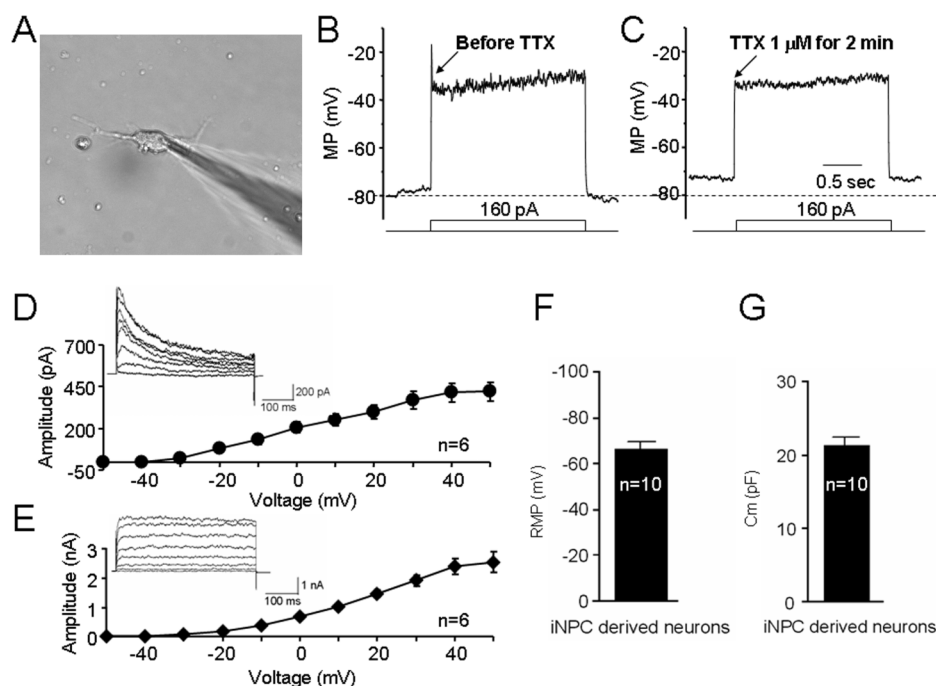 A
B
-20
-40
-60
-80
MP (mV)
Before TTX
160 pA
C
-20
-40
-60
-80
MP (mV)
TTX 1 μM for 2 min
0.5 sec
160 pA
D
700
450
200
-50
Amplitude (pA)
200 pA
100 ms
n=6
-40 -20 0 20 40
Voltage (mV)
E
3
2
1
0
Amplitude (nA)
1 nA
100 ms
n=6
-40 -20 0 20 40
Voltage (mV)
F
-100
-80
-60
-40
-20
0
RMP (mV)
n=10
iNPC derived neurons
G
30
20
10
0
Cm (pF)
n=10
iNPC derived neurons